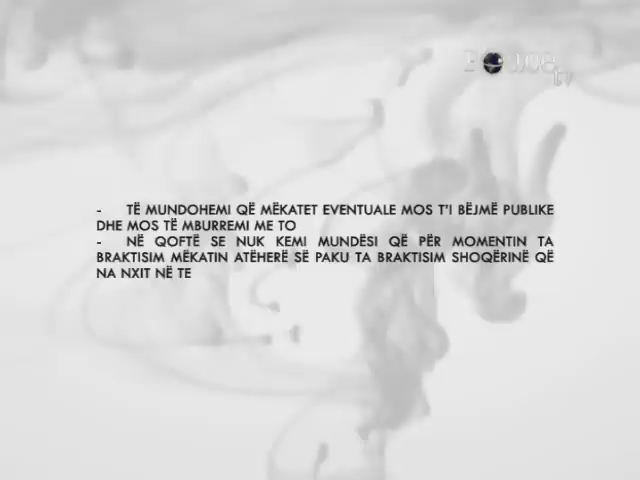 - TË MUNDOHEMI QË MËKATET EVENTUALE MOS T'I BËJMË PUBLIKE
DHE MOS TË MBURREMI ME TO
- NË QOFTË SE NUK KEMI MUNDËSI QË PËR MOMENTIN TA
BRAKTISIM MËKATIN ATËHERË SË PAKU TA BRAKTISIM SHOQËRINË QË
NA NXIT NË TE
tv